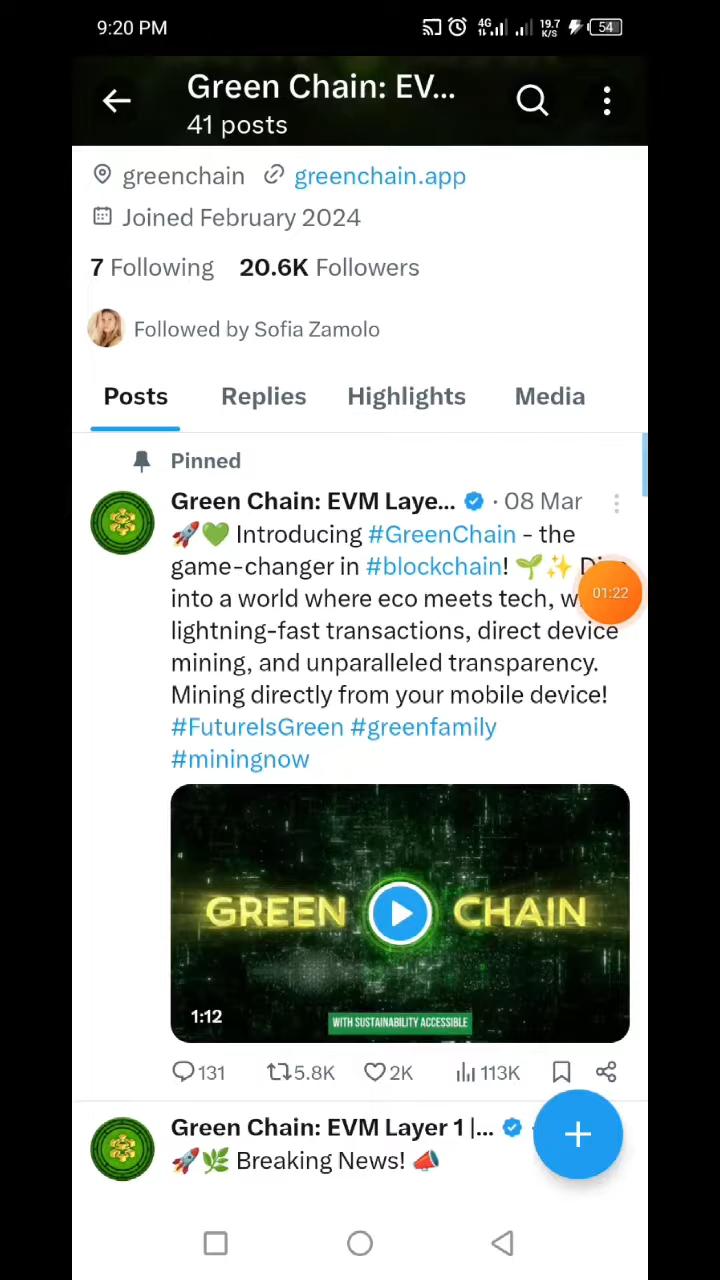 9:20 PM 4G 19.7 K/S 54
Green Chain: EV...
41 posts
greenchain greenchain.app
Joined February 2024
7 Following 20.6K Followers
Followed by Sofia Zamolo
Posts Replies Highlights Media
Pinned
Green Chain: EVM Laye... · 08 Mar
🚀💚 Introducing #GreenChain - the
game-changer in #blockchain! 🌱✨
into a world where eco meets tech,
lightning-fast transactions, direct device
mining, and unparalleled transparency.
Mining directly from your mobile device!
#FutureIsGreen #greenfamily
#miningnow
01:22
GREEN CHAIN
1:12
WITH SUSTAINABILITY ACCESSIBLE
131 5.8K 2K 113K
Green Chain: EVM Layer 1 |...
🚀🌿 Breaking News! 📣